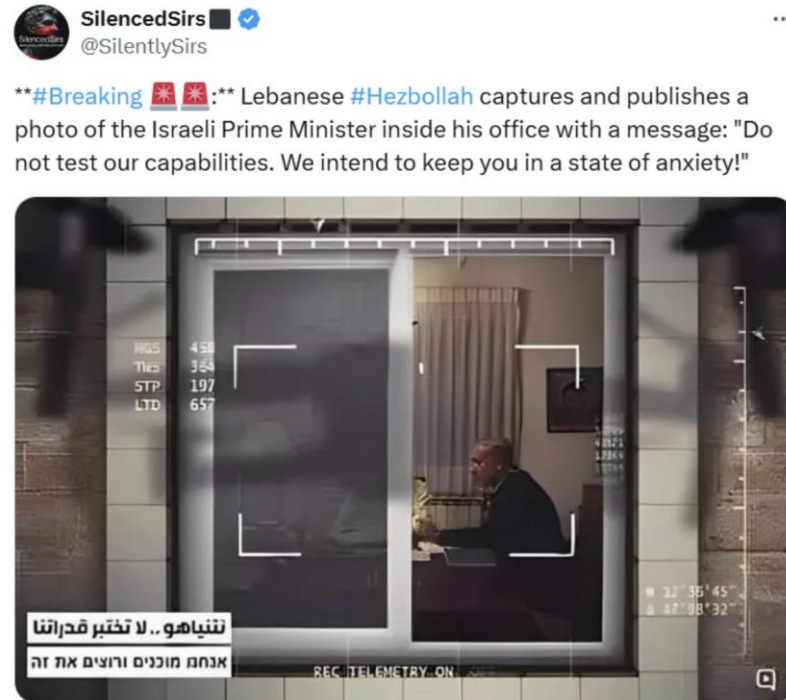 SilencedSirs
@SilentlySirs
**#Breaking 🚨🚨:** Lebanese #Hezbollah captures and publishes a
photo of the Israeli Prime Minister inside his office with a message: "Do
not test our capabilities. We intend to keep you in a state of anxiety!"
STP 197
LTD 657
نتنياهو.. لا تختبر قدراتنا
אנחנו מוכנים ורוצים את זה
REC TELEMETRY ON